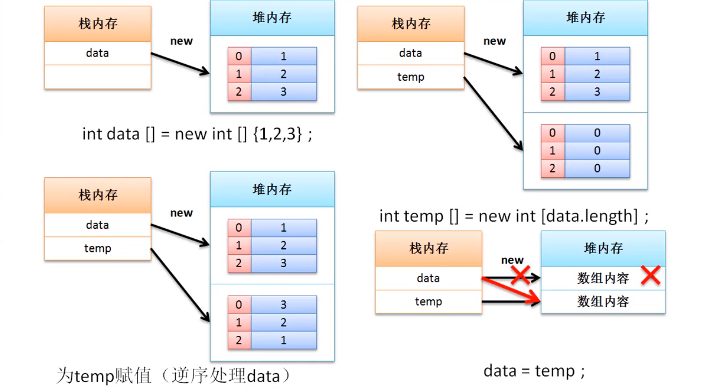 栈内存
堆内存
data
new
0 1
1 2
2 3
int data [] = new int [] {1,2,3} ;
栈内存
堆内存
data
temp
new
0 1
1 2
2 3
0 0
1 0
2 0
int temp [] = new int [data.length] ;
栈内存
堆内存
data
temp
new
0 1
1 2
2 3
0 3
1 2
2 1
为temp赋值（逆序处理data）
栈内存
堆内存
new
data
数组内容
temp
数组内容
data = temp ;